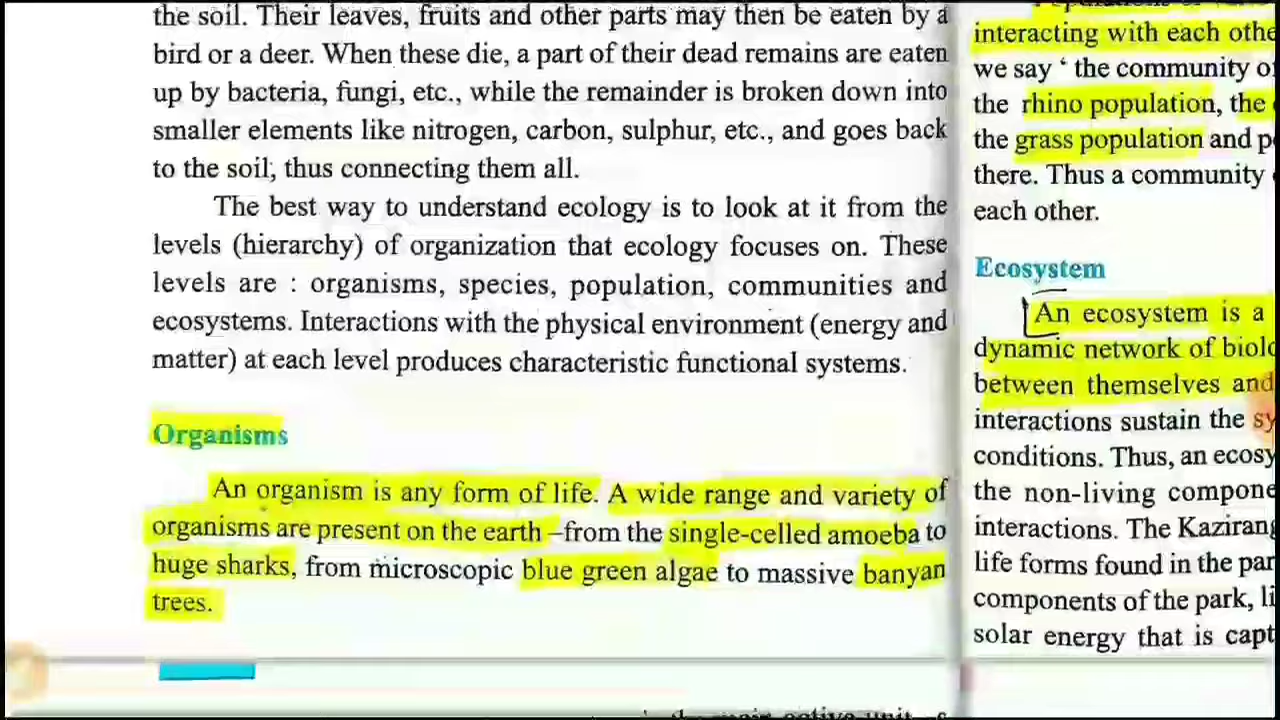 the soil. Their leaves, fruits and other parts may then be eaten by a
bird or a deer. When these die, a part of their dead remains are eaten
up by bacteria, fungi, etc., while the remainder is broken down into
smaller elements like nitrogen, carbon, sulphur, etc., and goes back
to the soil; thus connecting them all.
The best way to understand ecology is to look at it from the
levels (hierarchy) of organization that ecology focuses on. These
levels are : organisms, species, population, communities and
ecosystems. Interactions with the physical environment (energy and
matter) at each level produces characteristic functional systems.
Organisms
An organism is any form of life. A wide range and variety of
organisms are present on the earth –from the single-celled amoeba to
huge sharks, from microscopic blue green algae to massive banyan
trees.
interacting with each othe
we say ‘ the community o
the rhino population, the
the grass population and p
there. Thus a community
each other.
Ecosystem
An ecosystem is a
dynamic network of biolo
between themselves and
interactions sustain the sy
conditions. Thus, an ecosy
the non-living compone
interactions. The Kazirang
life forms found in the par
components of the park, li
solar energy that is capt